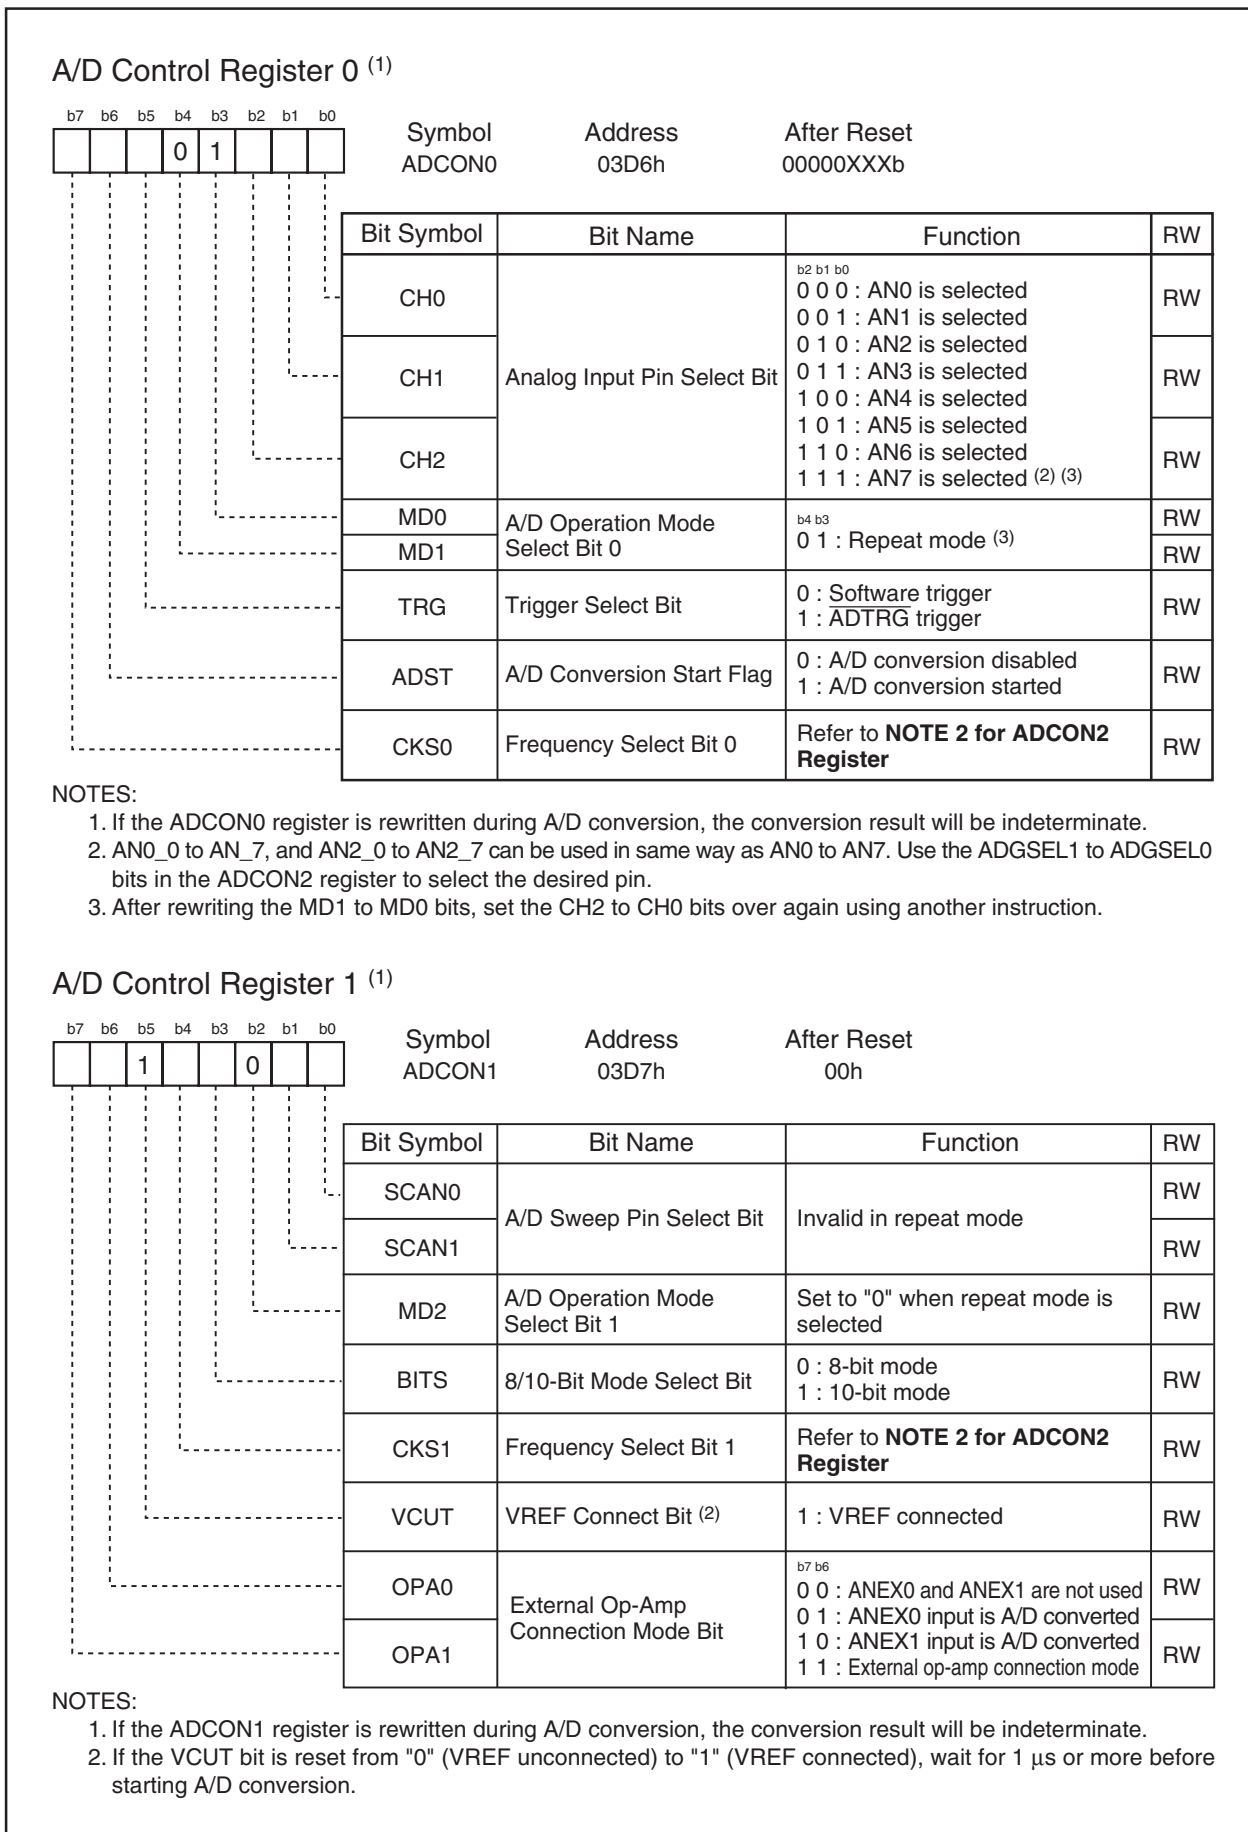 A/D Control Register 0 (1)
b7 b6 b5 b4 b3 b2 b1 b0
0 1
Symbol Address After Reset
ADCON0 03D6h 00000XXXb
Bit Symbol Bit Name Function RW
CH0 RW
CH1 RW
CH2 RW
Analog Input Pin Select Bit
b2 b1 b0
0 0 0 : AN0 is selected
0 0 1 : AN1 is selected
0 1 0 : AN2 is selected
0 1 1 : AN3 is selected
1 0 0 : AN4 is selected
1 0 1 : AN5 is selected
1 1 0 : AN6 is selected
1 1 1 : AN7 is selected (2) (3)
MD0 RW
MD1 RW
A/D Operation Mode
Select Bit 0
b4 b3
0 1 : Repeat mode (3)
TRG Trigger Select Bit RW
0 : Software trigger
1 : ADTRG trigger
ADST A/D Conversion Start Flag RW
0 : A/D conversion disabled
1 : A/D conversion started
CKS0 Frequency Select Bit 0 RW
Refer to NOTE 2 for ADCON2
Register
NOTES:
1. If the ADCON0 register is rewritten during A/D conversion, the conversion result will be indeterminate.
2. AN0_0 to AN_7, and AN2_0 to AN2_7 can be used in same way as AN0 to AN7. Use the ADGSEL1 to ADGSEL0
bits in the ADCON2 register to select the desired pin.
3. After rewriting the MD1 to MD0 bits, set the CH2 to CH0 bits over again using another instruction.
A/D Control Register 1 (1)
b7 b6 b5 b4 b3 b2 b1 b0
1 0
Symbol Address After Reset
ADCON1 03D7h 00h
Bit Symbol Bit Name Function RW
SCAN0 RW
SCAN1 RW
A/D Sweep Pin Select Bit Invalid in repeat mode
MD2 RW
A/D Operation Mode
Select Bit 1
Set to "0" when repeat mode is
selected
BITS 8/10-Bit Mode Select Bit RW
0 : 8-bit mode
1 : 10-bit mode
CKS1 Frequency Select Bit 1 RW
Refer to NOTE 2 for ADCON2
Register
VCUT VREF Connect Bit (2) 1 : VREF connected RW
OPA0 RW
OPA1 RW
External Op-Amp
Connection Mode Bit
b7 b6
0 0 : ANEX0 and ANEX1 are not used
0 1 : ANEX0 input is A/D converted
1 0 : ANEX1 input is A/D converted
1 1 : External op-amp connection mode
NOTES:
1. If the ADCON1 register is rewritten during A/D conversion, the conversion result will be indeterminate.
2. If the VCUT bit is reset from "0" (VREF unconnected) to "1" (VREF connected), wait for 1 µs or more before
starting A/D conversion.